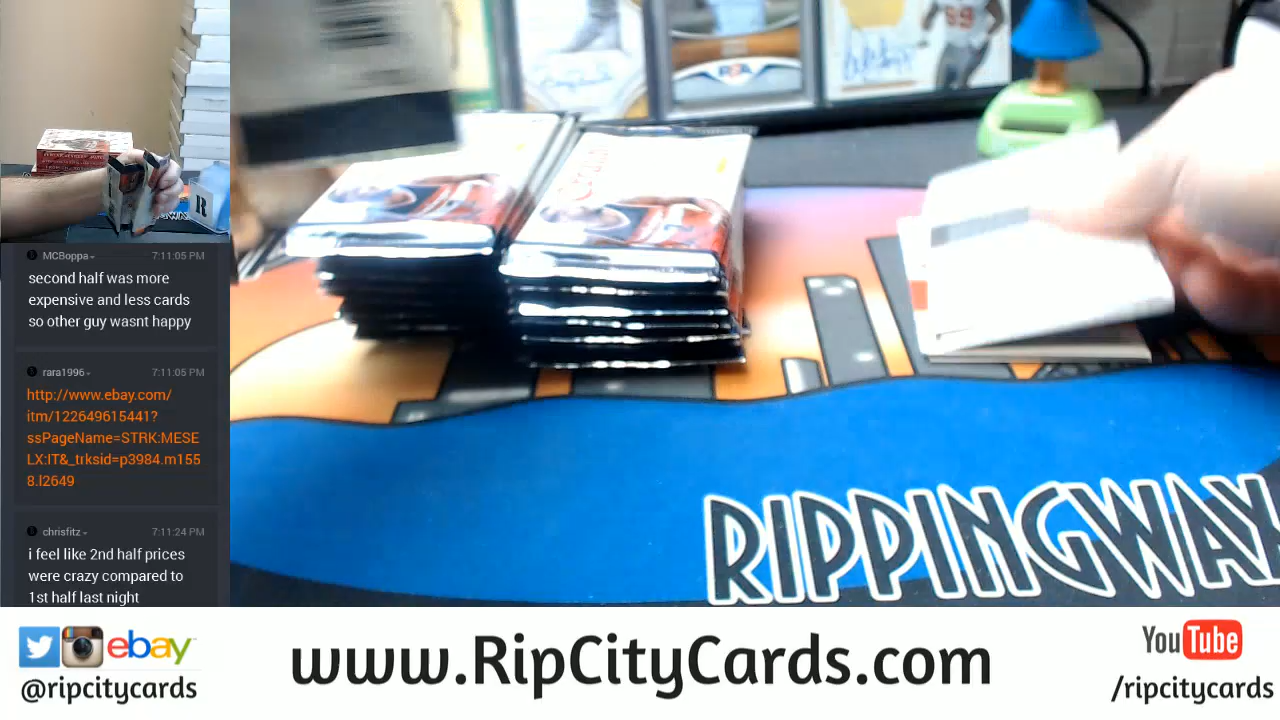 MCBoppa 7:11:05 PM
second half was more
expensive and less cards
so other guy wasnt happy
rara1996 7:11:05 PM
http://www.ebay.com/
itm/122649615441?
ssPageName=STRK:MESE
LX:IT&_trksid=p3984.m155
8.l2649
chrisfitz 7:11:24 PM
i feel like 2nd half prices
were crazy compared to
1st half last night
R
PSA
99
RIPPINGWAX
ebay
@ripcitycards
www.RipCityCards.com
YouTube
/ripcitycards